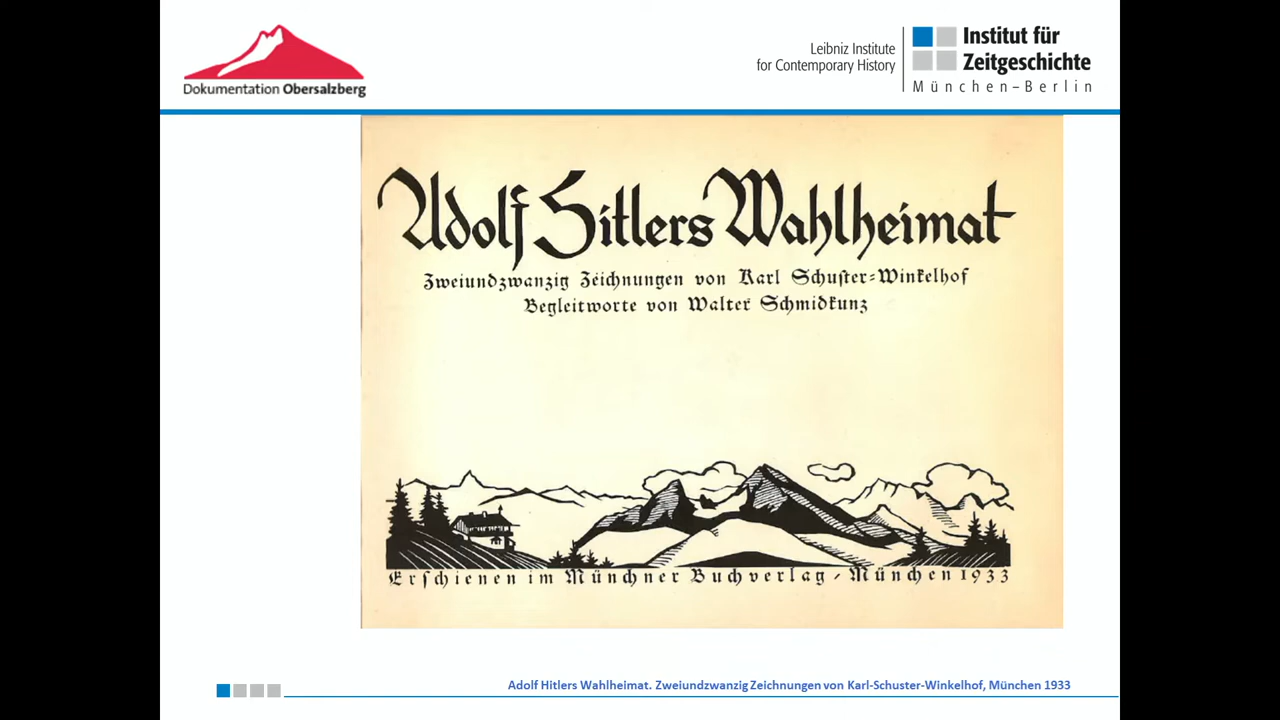 Dokumentation Obersalzberg
Leibniz Institute
for Contemporary History
Institut für
Zeitgeschichte
München–Berlin
Adolf Hitlers Wahlheimat
Zweiundzwanzig Zeichnungen von Karl Schuster-Winkelhof
Begleitworte von Walter Schmidkunz
Erschienen im Münchner Buchverlag / München 1933
Adolf Hitlers Wahlheimat. Zweiundzwanzig Zeichnungen von Karl-Schuster-Winkelhof, München 1933